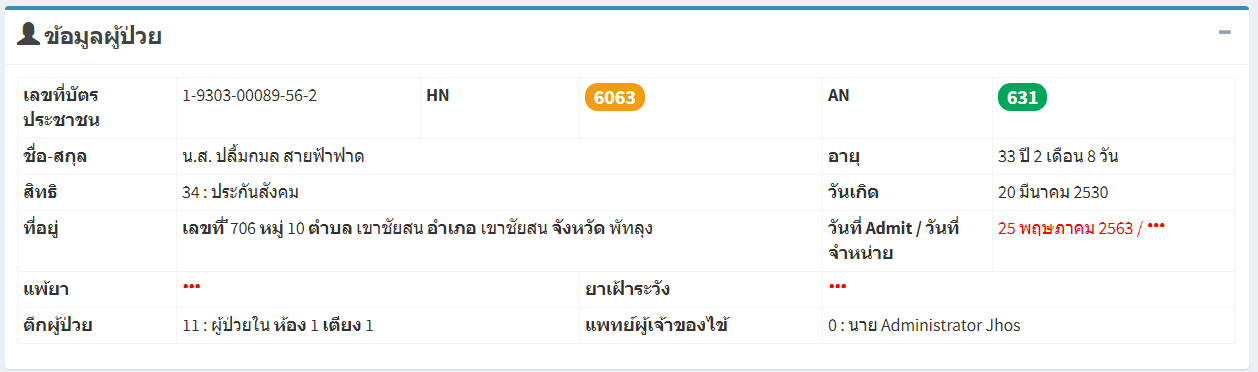 ข้อมูลผู้ป่วย
เลขที่บัตรประชาชน 1-9303-00089-56-2 HN 6063 AN 631
ชื่อ-สกุล น.ส. ปลื้มกมล สายฟ้าฟาด อายุ 33 ปี 2 เดือน 8 วัน
สิทธิ 34 : ประกันสังคม วันเกิด 20 มีนาคม 2530
ที่อยู่ เลขที่ 706 หมู่ 10 ตำบล เขาชัยสน อำเภอ เขาชัยสน จังหวัด พัทลุง วันที่ Admit / วันที่จำหน่าย 25 พฤษภาคม 2563 / •••
แพ้ยา ••• ยาเฝ้าระวัง •••
ตึกผู้ป่วย 11 : ผู้ป่วยใน ห้อง 1 เตียง 1 แพทย์ผู้เจ้าของไข้ 0 : นาย Administrator Jhos